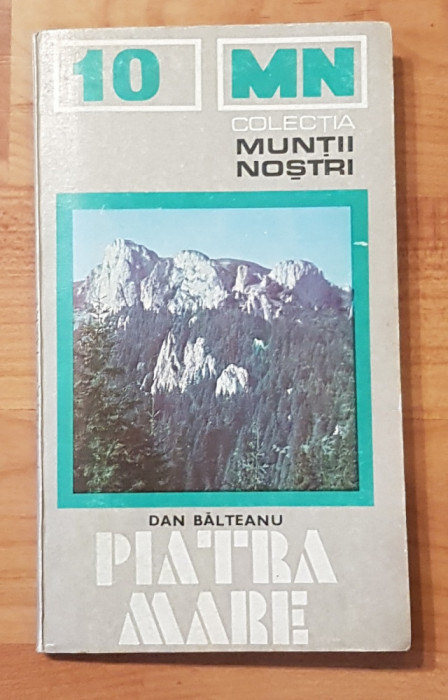 10 MN
COLECȚIA
MUNȚII
NOȘTRI
DAN BĂLTEANU
PIATRA
MARE